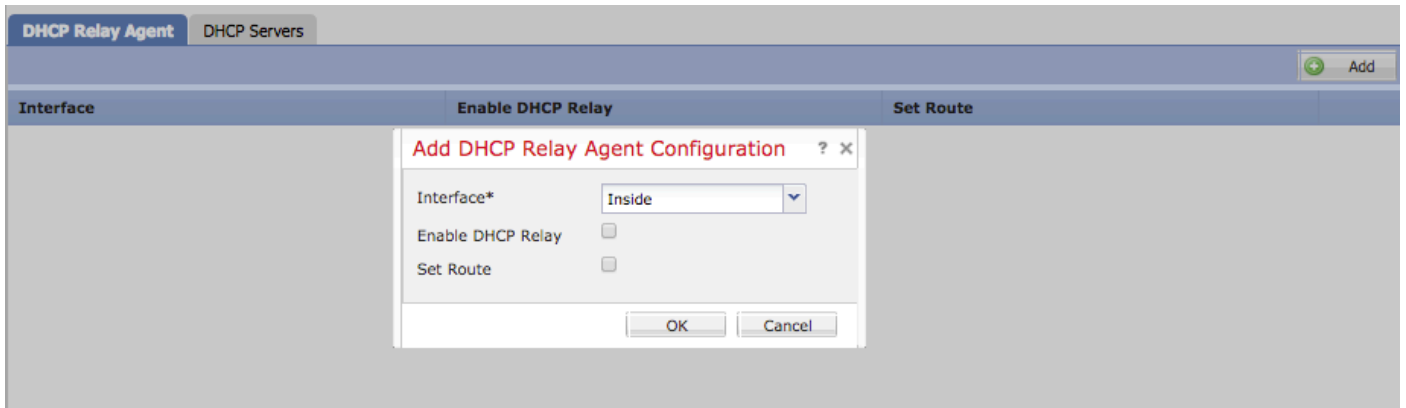 DHCP Relay Agent DHCP Servers
Add
Interface Enable DHCP Relay Set Route
Add DHCP Relay Agent Configuration ? ×
Interface* Inside
Enable DHCP Relay
Set Route
OK Cancel